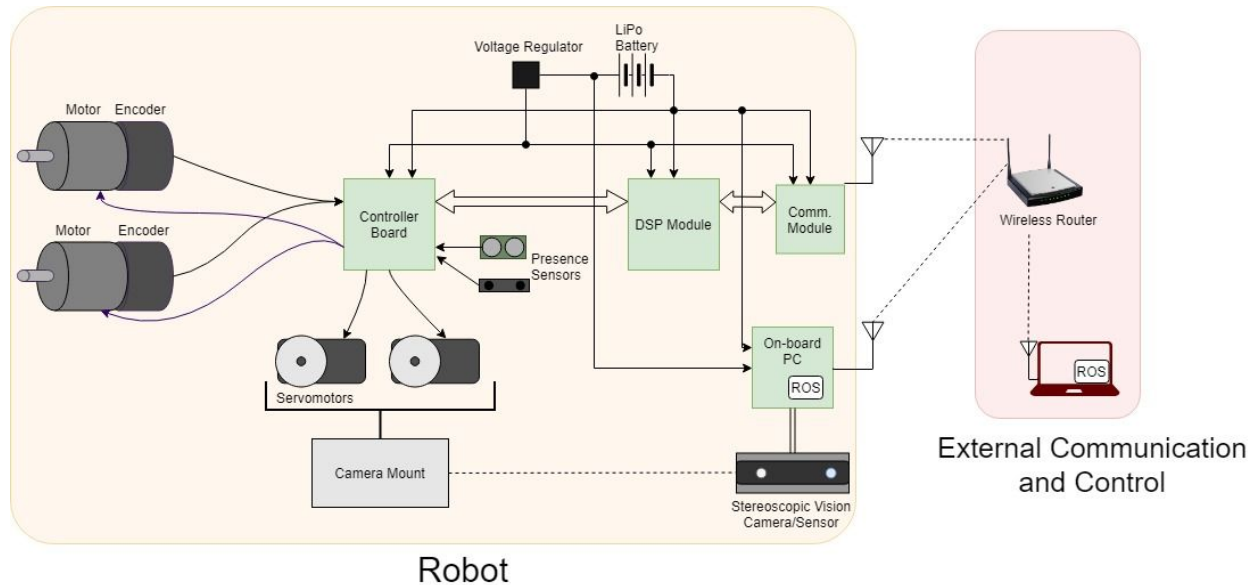 LiPo
Battery
Voltage Regulator
Motor Encoder
Motor Encoder
Controller
Board
DSP Module
Comm.
Module
Presence
Sensors
Servomotors
Camera Mount
On-board
PC
ROS
Stereoscopic Vision
Camera/Sensor
Robot
Wireless Router
ROS
External Communication
and Control